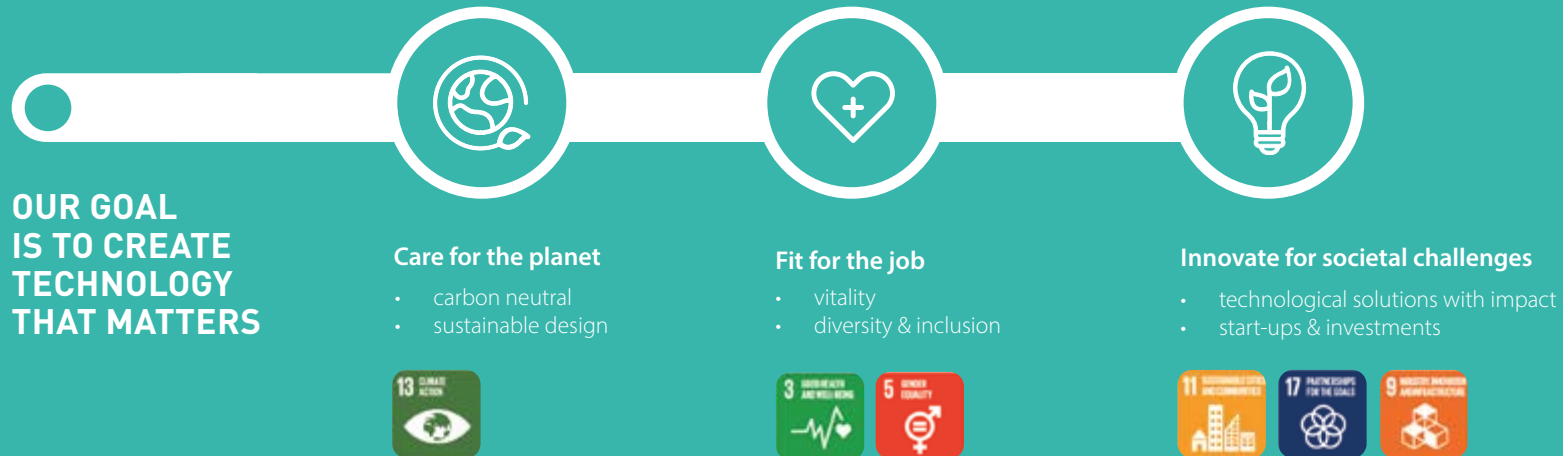 OUR GOAL
IS TO CREATE
TECHNOLOGY
THAT MATTERS
Care for the planet
• carbon neutral
• sustainable design
13 CLIMATE
ACTION
Fit for the job
• vitality
• diversity & inclusion
3 GOOD HEALTH
AND WELL-BEING
5 GENDER
EQUALITY
Innovate for societal challenges
• technological solutions with impact
• start-ups & investments
11 SUSTAINABLE CITIES
AND COMMUNITIES
17 PARTNERSHIPS
FOR THE GOALS
9 INDUSTRY, INNOVATION
AND INFRASTRUCTURE